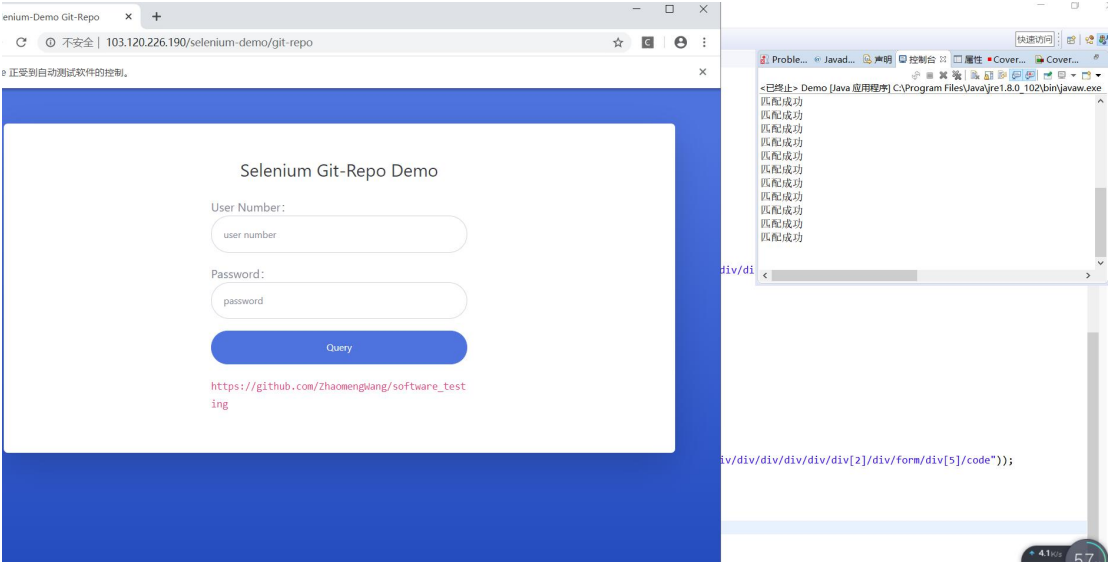 enium-Demo Git-Repo
不安全 | 103.120.226.190/selenium-demo/git-repo
e 正受到自动测试软件的控制。
Selenium Git-Repo Demo
User Number:
user number
Password:
password
Query
https://github.com/ZhaomengWang/software_test
ing
快速访问
Proble... Javad... 声明 控制台 属性 Cover... Cover...
<已终止> Demo [Java 应用程序] C:\Program Files\Java\jre1.8.0_102\bin\javaw.exe
匹配成功
匹配成功
匹配成功
匹配成功
匹配成功
匹配成功
匹配成功
匹配成功
匹配成功
匹配成功
匹配成功
div/di
iv/div/div/div/div/div[2]/div/form/div[5]/code"));
4.1K/s
57